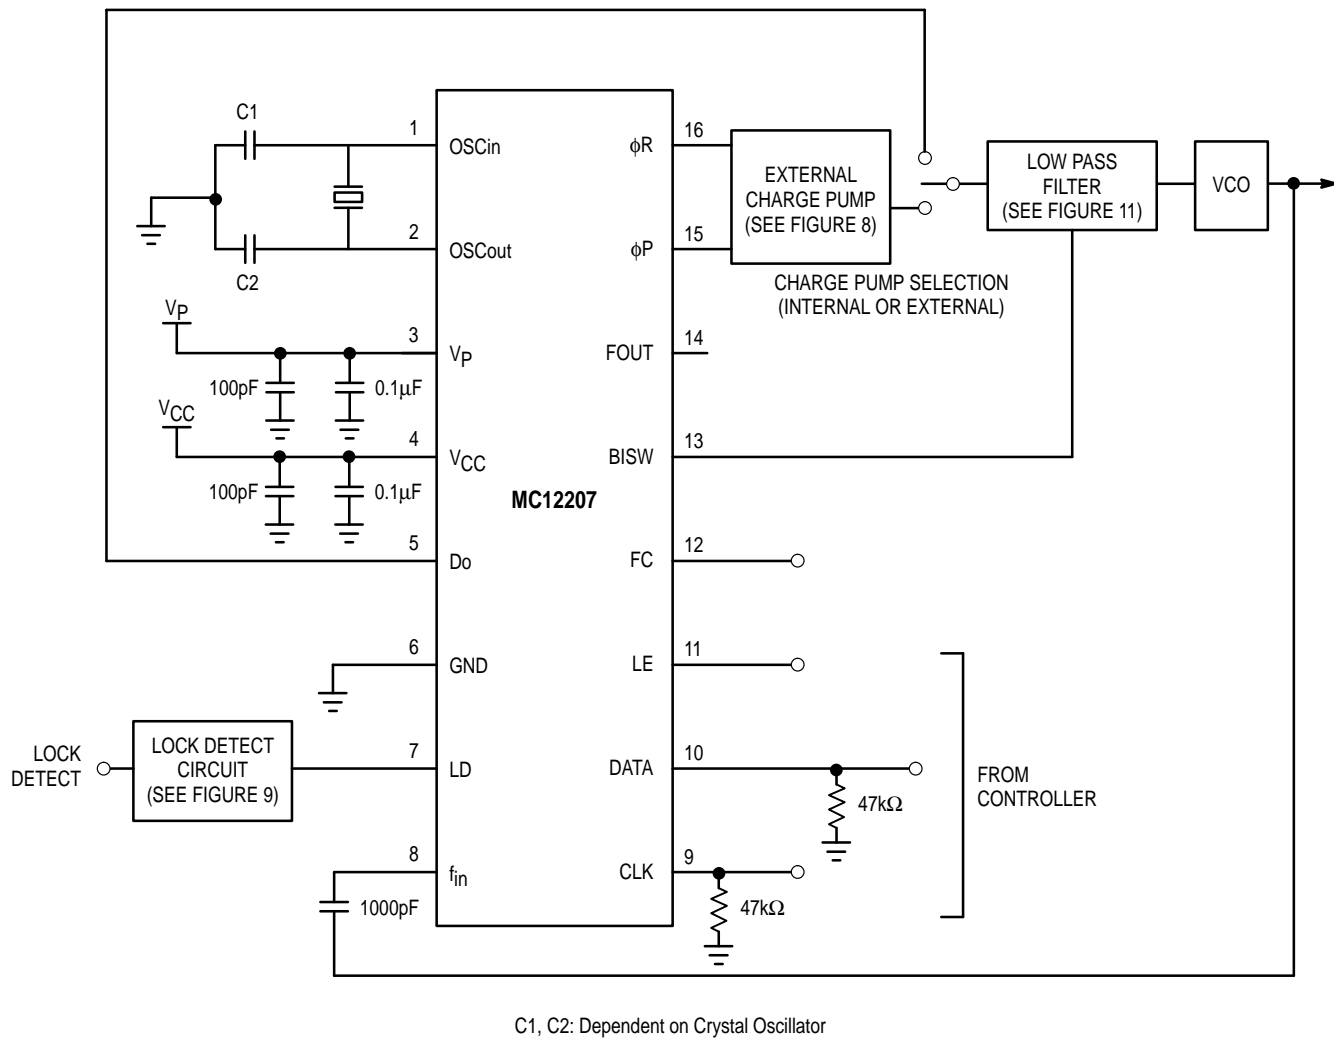 C1
1
OSCin
C2
2
OSCout
VP
3
VP
100pF
0.1μF
VCC
4
VCC
100pF
0.1μF
MC12207
5
Do
6
GND
LOCK
DETECT
LOCK DETECT
CIRCUIT
(SEE FIGURE 9)
7
LD
8
fin
1000pF
16
ϕR
15
ϕP
EXTERNAL
CHARGE PUMP
(SEE FIGURE 8)
CHARGE PUMP SELECTION
(INTERNAL OR EXTERNAL)
LOW PASS
FILTER
(SEE FIGURE 11)
VCO
14
FOUT
13
BISW
12
FC
11
LE
10
DATA
47kΩ
9
CLK
47kΩ
FROM
CONTROLLER
C1, C2: Dependent on Crystal Oscillator